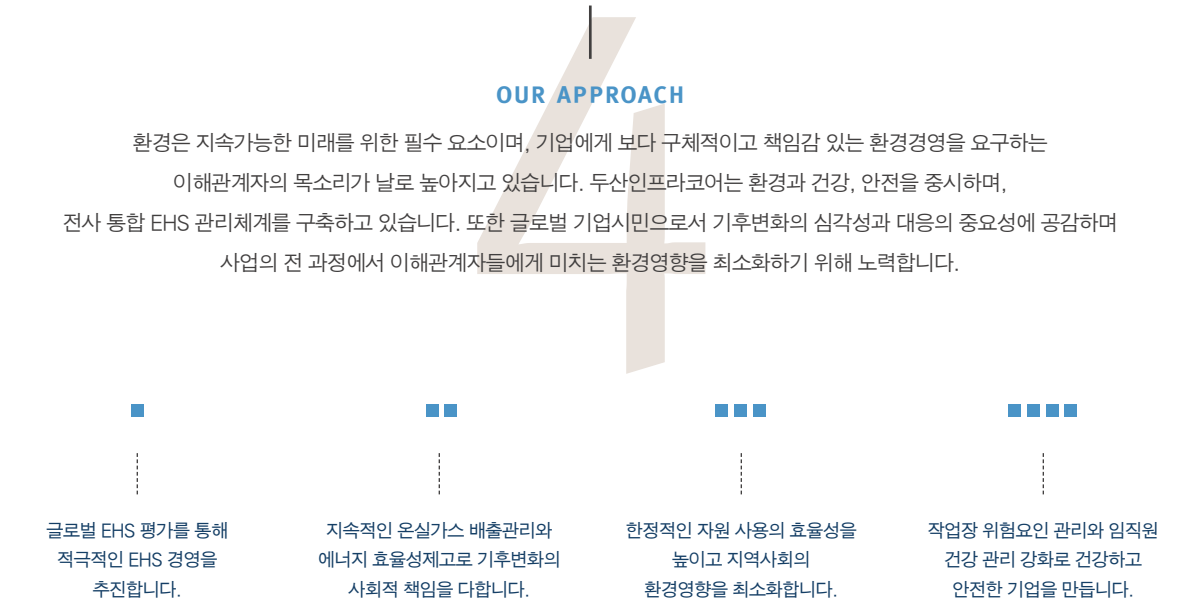 4
OUR APPROACH
환경은 지속가능한 미래를 위한 필수 요소이며, 기업에게 보다 구체적이고 책임감 있는 환경경영을 요구하는
이해관계자의 목소리가 날로 높아지고 있습니다. 두산인프라코어는 환경과 건강, 안전을 중시하며,
전사 통합 EHS 관리체계를 구축하고 있습니다. 또한 글로벌 기업시민으로서 기후변화의 심각성과 대응의 중요성에 공감하며
사업의 전 과정에서 이해관계자들에게 미치는 환경영향을 최소화하기 위해 노력합니다.
글로벌 EHS 평가를 통해
적극적인 EHS 경영을
추진합니다.
지속적인 온실가스 배출관리와
에너지 효율성제고로 기후변화의
사회적 책임을 다합니다.
한정적인 자원 사용의 효율성을
높이고 지역사회의
환경영향을 최소화합니다.
작업장 위험요인 관리와 임직원
건강 관리 강화로 건강하고
안전한 기업을 만듭니다.